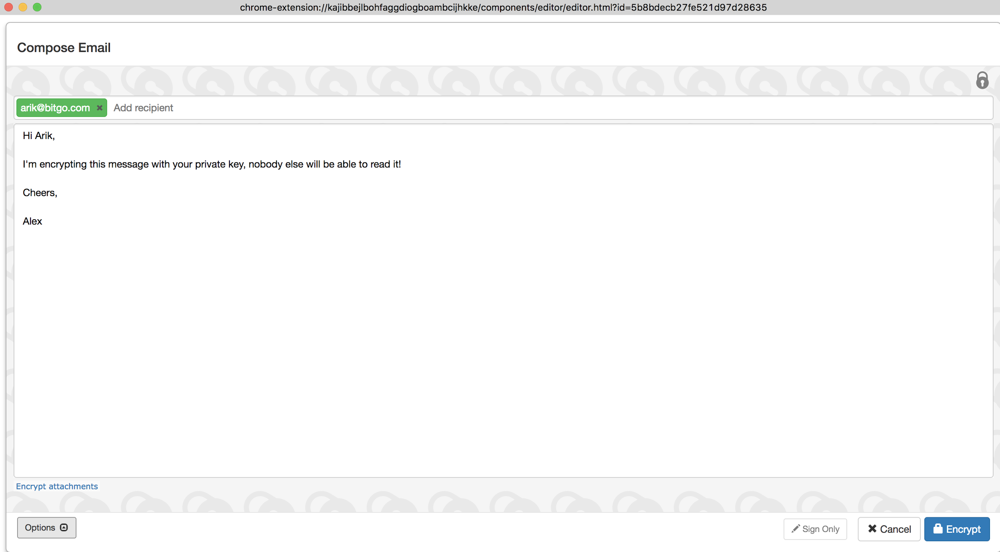 chrome-extension://kajibbejlbohfaggdiogboambcijhkke/components/editor/editor.html?id=5b8bdecb27fe521d97d28635
Compose Email
arik@bitgo.com Add recipient
Hi Arik,
I'm encrypting this message with your private key, nobody else will be able to read it!
Cheers,
Alex
Encrypt attachments
Options Sign Only Cancel Encrypt